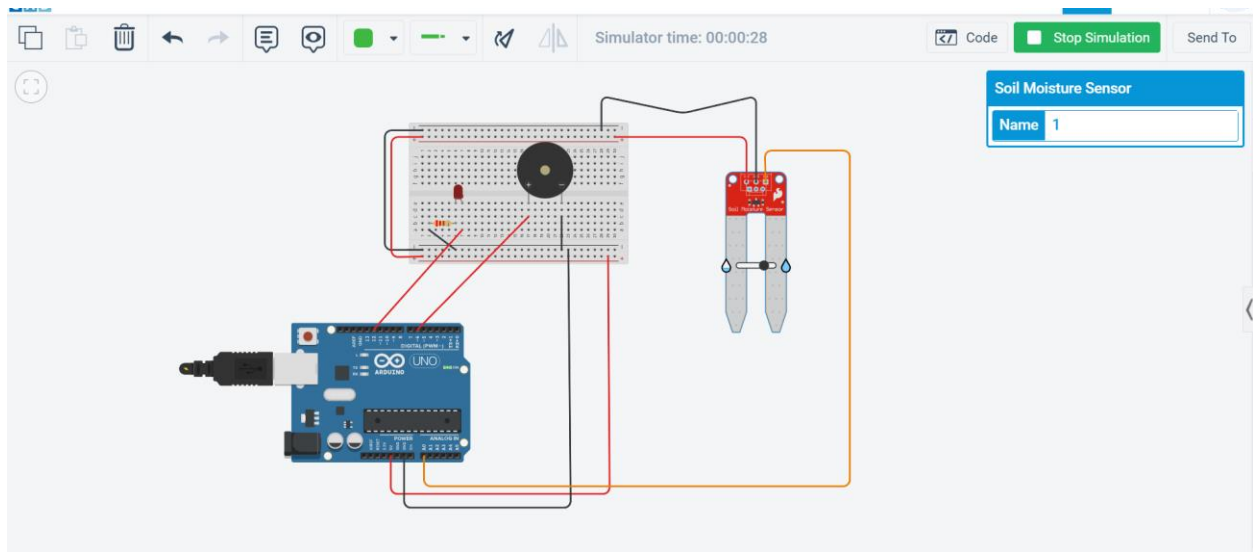 Simulator time: 00:00:28
Code
Stop Simulation
Send To
Soil Moisture Sensor
Name 1
Soil Moisture Sensor
DIGITAL (PWM~)
UNO
ARDUINO
POWER
ANALOG IN